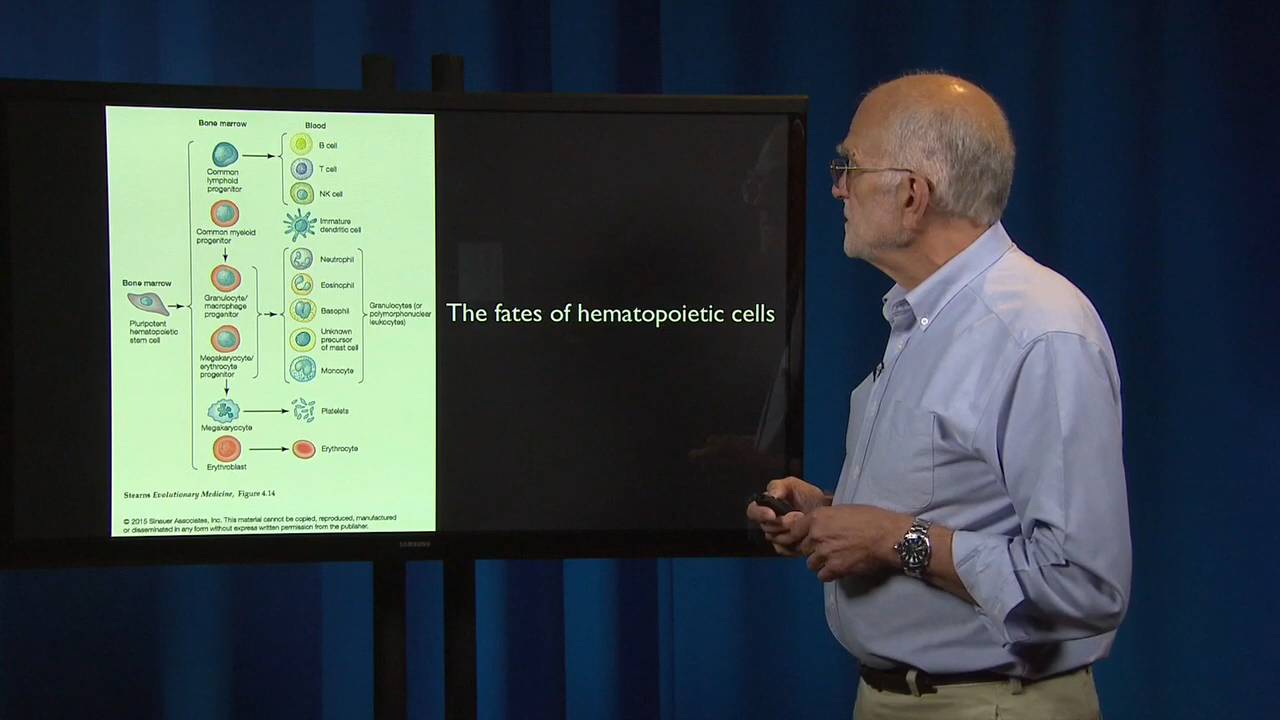 Bone marrow
Blood
B cell
T cell
NK cell
Common
lymphoid
progenitor
Immature
dendritic cell
Common myeloid
progenitor
Neutrophil
Eosinophil
Basophil
Unknown
precursor
of mast cell
Monocyte
Granulocytes (or
polymorphonuclear
leukocytes)
Bone marrow
Pluripotent
hematopoietic
stem cell
Granulocyte/
macrophage
progenitor
Megakaryocyte/
erythrocyte
progenitor
Megakaryocyte
Platelets
Erythroblast
Erythrocyte
Stearns Evolutionary Medicine, Figure 4.14
© 2015 Sinauer Associates, Inc. This material cannot be copied, reproduced, manufactured
or disseminated in any form without express written permission from the publisher.
The fates of hematopoietic cells
SAMSUNG